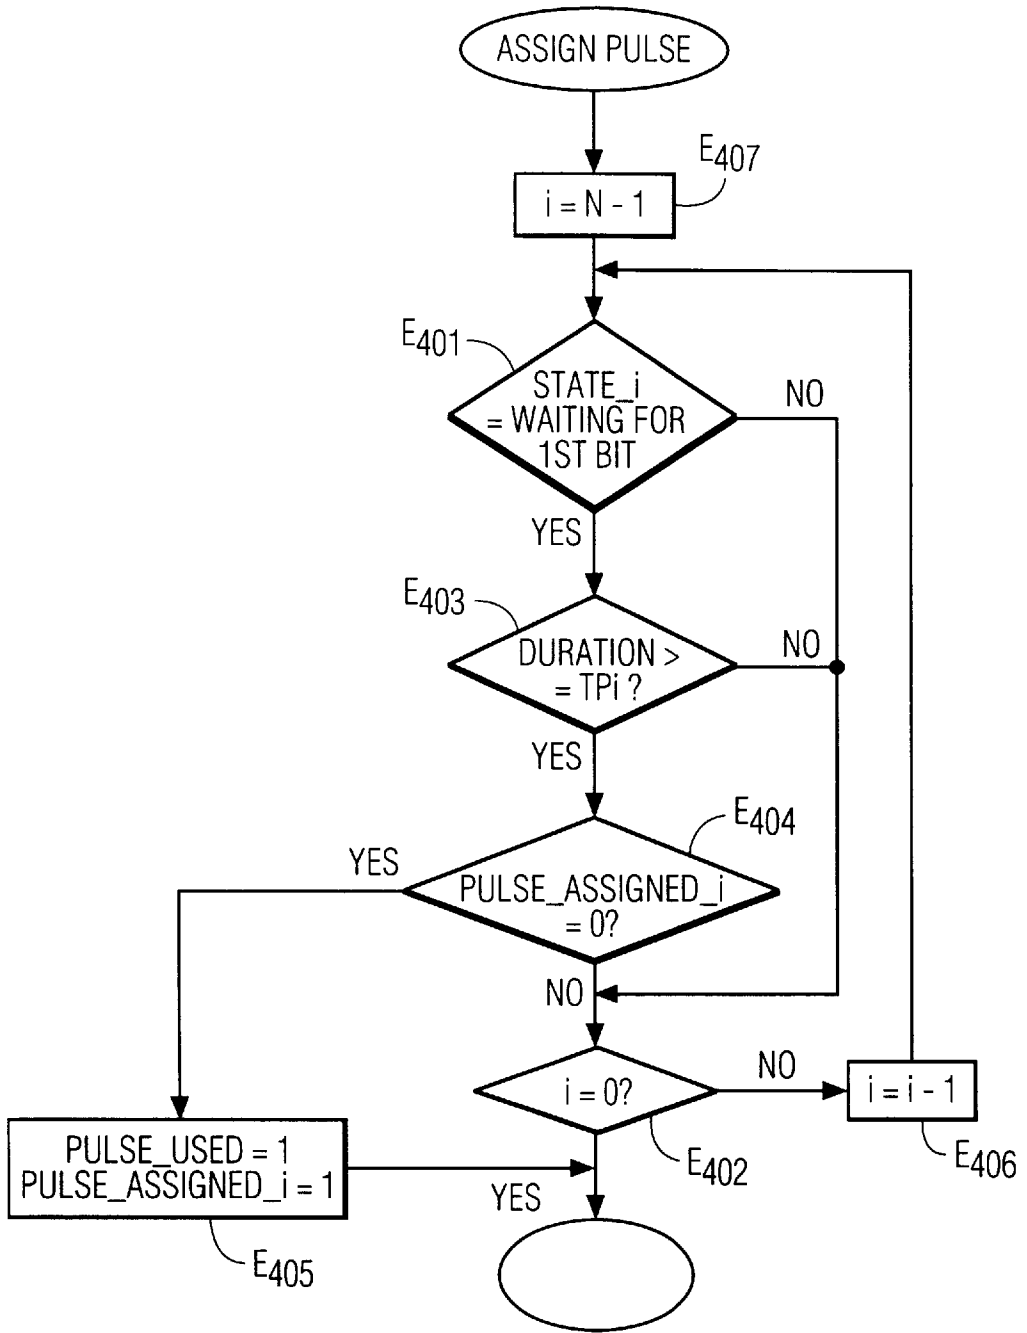 ASSIGN PULSE
E407
i = N - 1
E401
STATE_i
= WAITING FOR
1ST BIT
NO
YES
E403
DURATION >
= TPi ?
NO
YES
E404
YES
PULSE_ASSIGNED_i
= 0?
NO
i = 0?
NO
i = i - 1
E402
E406
PULSE_USED = 1
PULSE_ASSIGNED_i = 1
YES
E405